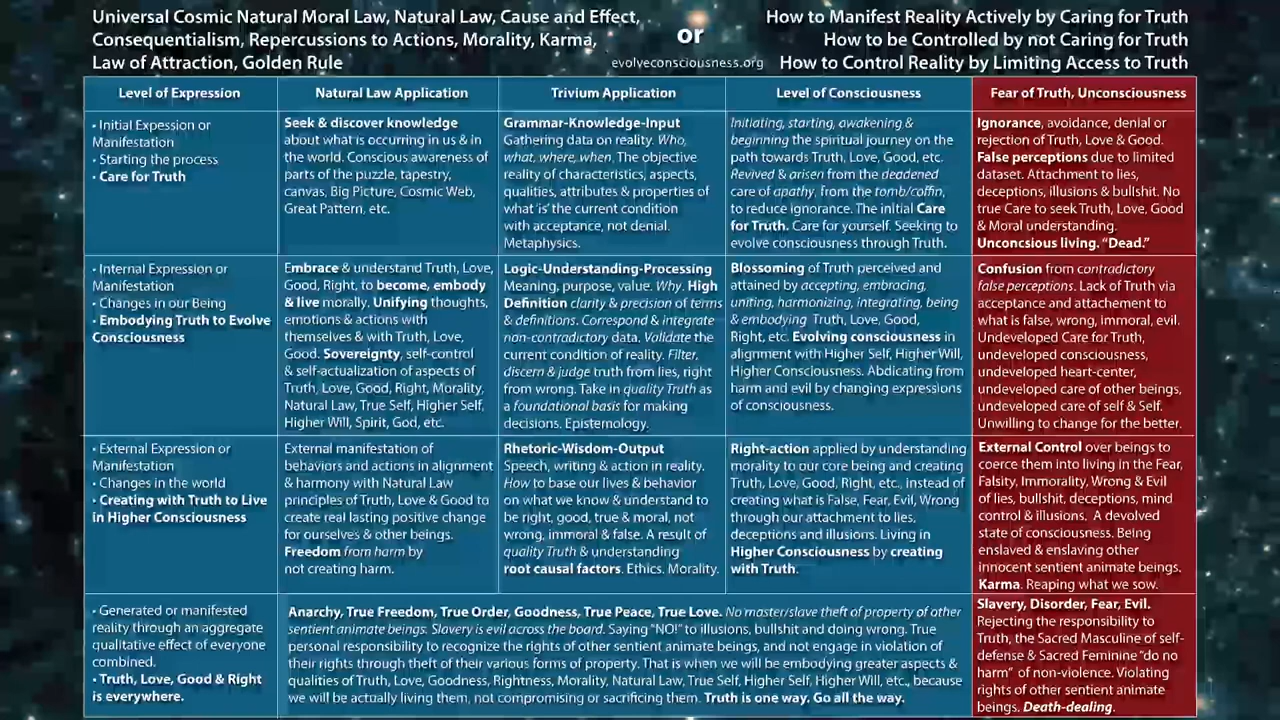 Universal Cosmic Natural Moral Law, Natural Law, Cause and Effect,
Consequentialism, Repercussions to Actions, Morality, Karma,
Law of Attraction, Golden Rule
or
evolveconsciousness.org
How to Manifest Reality Actively by Caring for Truth
How to be Controlled by not Caring for Truth
How to Control Reality by Limiting Access to Truth
Level of Expression
Natural Law Application
Trivium Application
Level of Consciousness
Fear of Truth, Unconsciousness
• Initial Expession or
Manifestation
• Starting the process
• Care for Truth
Seek & discover knowledge
about what is occurring in us & in
the world. Conscious awareness of
parts of the puzzle, tapestry,
canvas, Big Picture, Cosmic Web,
Great Pattern, etc.
Grammar-Knowledge-Input
Gathering data on reality. Who,
what, where, when. The objective
reality of characteristics, aspects,
qualities, attributes & properties of
what 'is' the current condition
with acceptance, not denial.
Metaphysics.
Initiating, starting, awakening &
beginning the spiritual journey on the
path towards Truth, Love, Good, etc.
Revived & arisen from the deadened
care of apathy, from the tomb/coffin,
to reduce ignorance. The initial Care
for Truth. Care for yourself. Seeking to
evolve consciousness through Truth.
Ignorance, avoidance, denial or
rejection of Truth, Love & Good.
False perceptions due to limited
dataset. Attachment to lies,
deceptions, illusions & bullshit. No
true Care to seek Truth, Love, Good
& Moral understanding.
Unconcsious living. "Dead."
• Internal Expression or
Manifestation
• Changes in our Being
• Embodying Truth to Evolve
Consciousness
Embrace & understand Truth, Love,
Good, Right, to become, embody
& live morally. Unifying thoughts,
emotions & actions with
themselves & with Truth, Love,
Good. Sovereignty, self-control
& self-actualization of aspects of
Truth, Love, Good, Right, Morality,
Natural Law, True Self, Higher Self,
Higher Will, Spirit, God, etc.
Logic-Understanding-Processing
Meaning, purpose, value. Why. High
Definition clarity & precision of terms
& definitions. Correspond & integrate
non-contradictory data. Validate the
current condition of reality. Filter,
discern & judge truth from lies, right
from wrong. Take in quality Truth as
a foundational basis for making
decisions. Epistemology.
Blossoming of Truth perceived and
attained by accepting, embracing,
uniting, harmonizing, integrating, being
& embodying Truth, Love, Good,
Right, etc. Evolving consciousness in
alignment with Higher Self, Higher Will,
Higher Consciousness. Abdicating from
harm and evil by changing expressions
of consciousness.
Confusion from contradictory
false perceptions. Lack of Truth via
acceptance and attachement to
what is false, wrong, immoral, evil.
Undeveloped Care for Truth,
undeveloped consciousness,
undeveloped heart-center,
undeveloped care of other beings,
undeveloped care of self & Self.
Unwilling to change for the better.
• External Expression or
Manifestation
• Changes in the world
• Creating with Truth to Live
in Higher Consciousness
External manifestation of
behaviors and actions in alignment
& harmony with Natural Law
principles of Truth, Love & Good to
create real lasting positive change
for ourselves & other beings.
Freedom from harm by
not creating harm.
Rhetoric-Wisdom-Output
Speech, writing & action in reality.
How to base our lives & behavior
on what we know & understand to
be right, good, true & moral, not
wrong, immoral & false. A result of
quality Truth & understanding
root causal factors. Ethics. Morality.
Right-action applied by understanding
morality to our core being and creating
Truth, Love, Good, Right, etc., instead of
creating what is False, Fear, Evil, Wrong
through our attachment to lies,
deceptions and illusions. Living in
Higher Consciousness by creating
with Truth.
External Control over beings to
coerce them into living in the Fear,
Falsity, Immorality, Wrong & Evil
of lies, bullshit, deceptions, mind
control & illusions. A devolved
state of consciousness. Being
enslaved & enslaving other
innocent sentient animate beings.
Karma. Reaping what we sow.
• Generated or manifested
reality through an aggregate
qualitative effect of everyone
combined.
• Truth, Love, Good & Right
is everywhere.
Anarchy, True Freedom, True Order, Goodness, True Peace, True Love. No master/slave theft of property of other
sentient animate beings. Slavery is evil across the board. Saying "NO!" to illusions, bullshit and doing wrong. True
personal responsibility to recognize the rights of other sentient animate beings, and not engage in violation of
their rights through theft of their various forms of property. That is when we will be embodying greater aspects &
qualities of Truth, Love, Goodness, Rightness, Morality, Natural Law, True Self, Higher Self, Higher Will, etc., because
we will be actually living them, not compromising or sacrificing them. Truth is one way. Go all the way.
Slavery, Disorder, Fear, Evil.
Rejecting the responsibility to
Truth, the Sacred Masculine of self-
defense & Sacred Feminine "do no
harm" of non-violence. Violating
rights of other sentient animate
beings. Death-dealing.